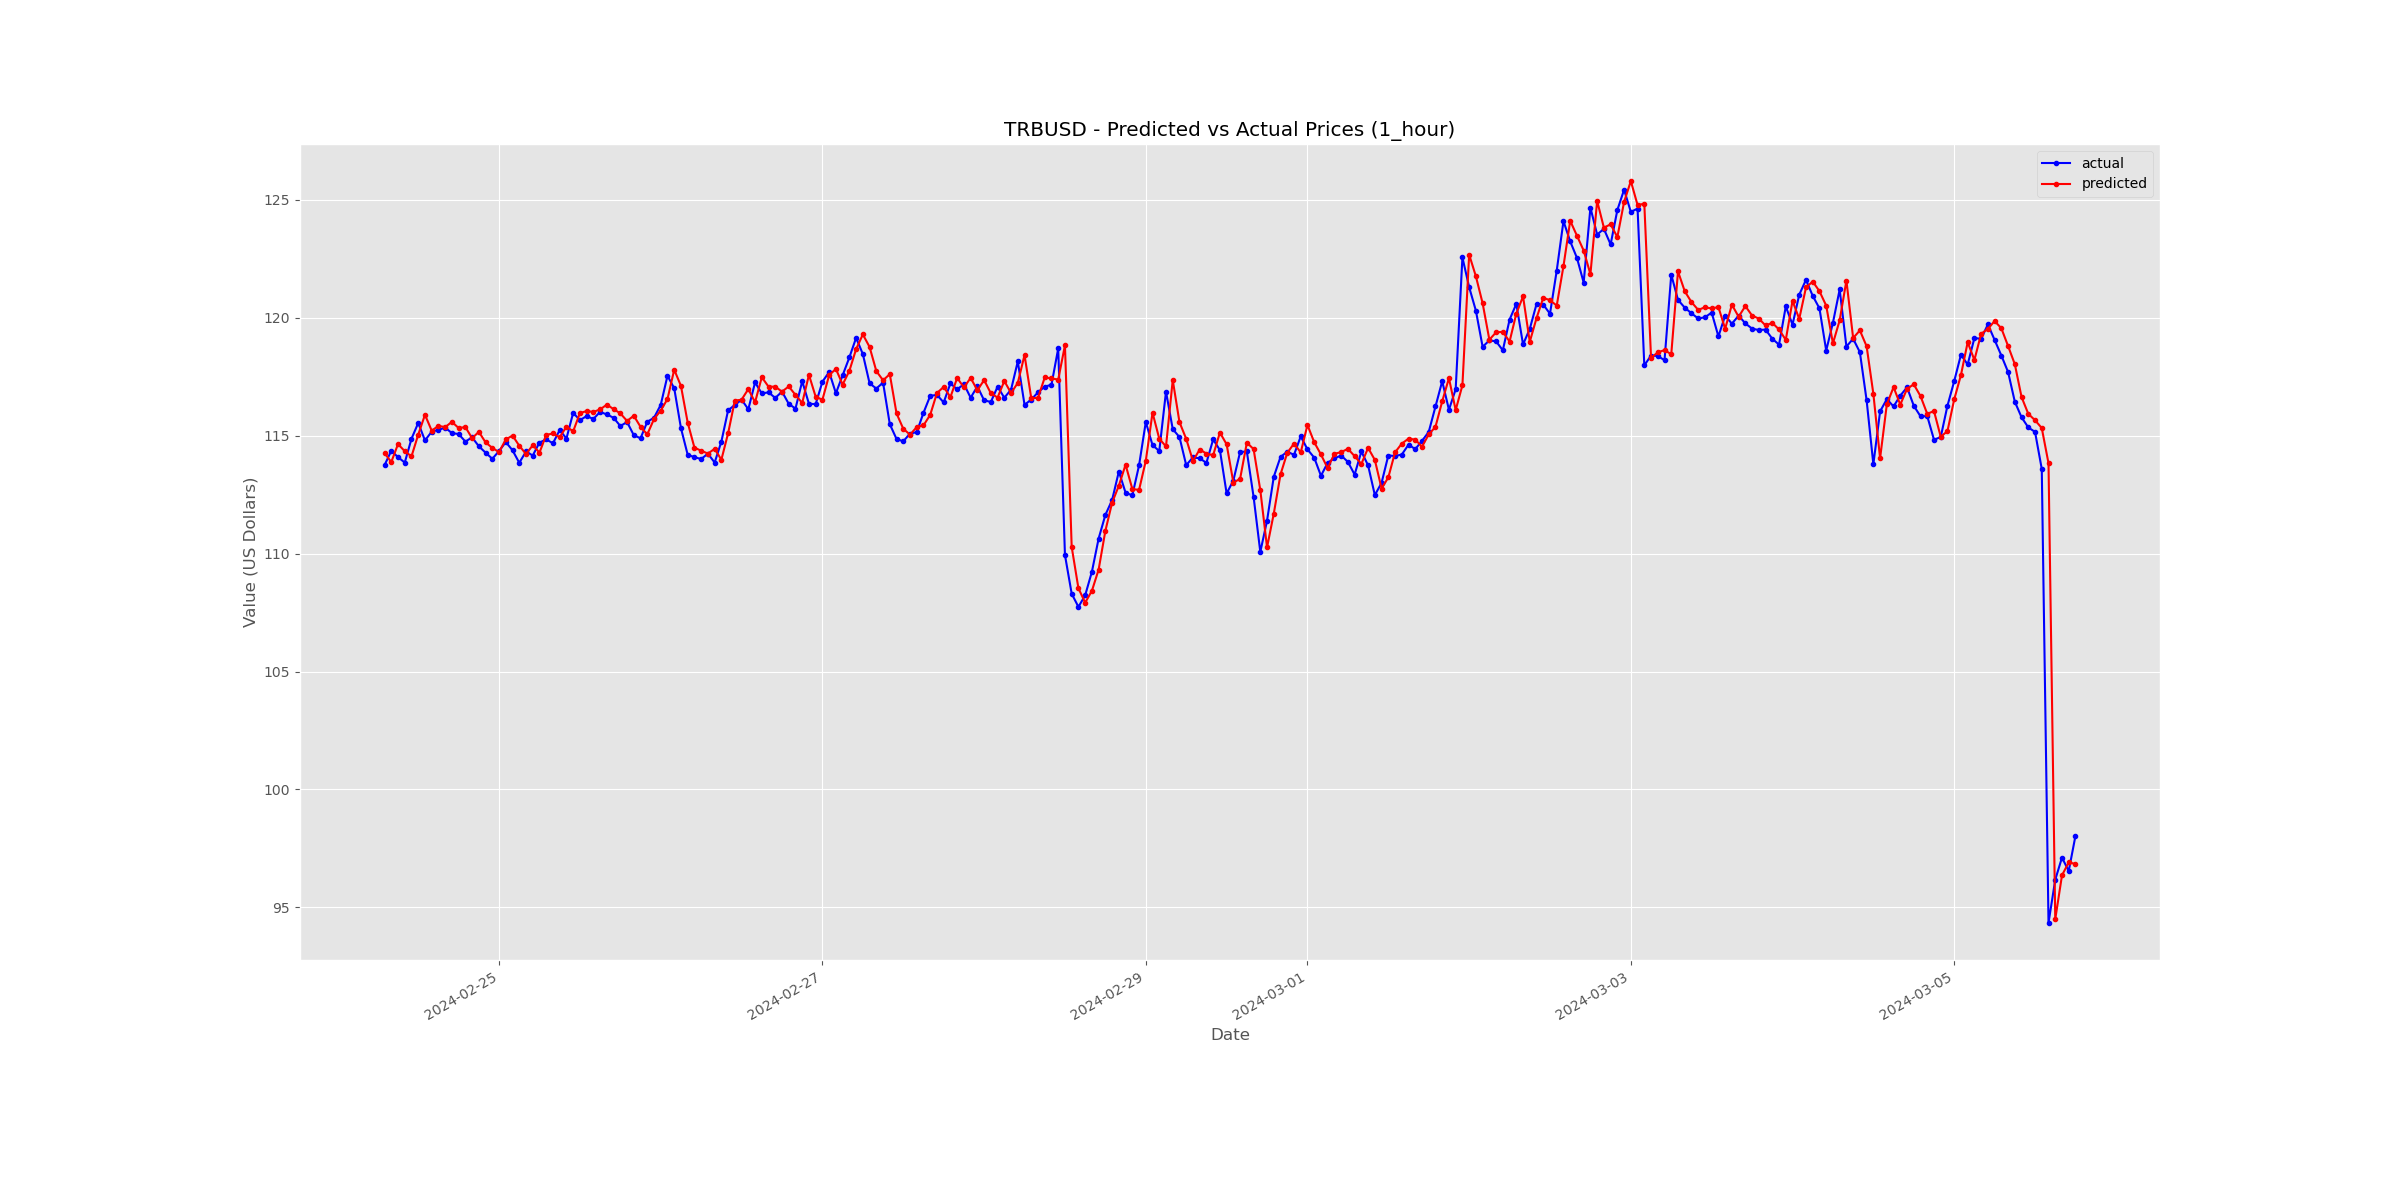 TRBUSD - Predicted vs Actual Prices (1_hour)
actual
predicted
125
120
115
110
105
100
95
Value (US Dollars)
2024-02-25
2024-02-27
2024-02-29
2024-03-01
2024-03-03
2024-03-05
Date